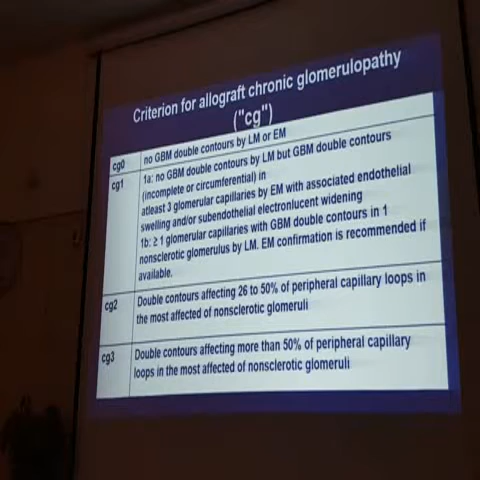 Criterion for allograft chronic glomerulopathy
("cg")
cg0 no GBM double contours by LM or EM
cg1 1a: no GBM double contours by LM but GBM double contours
(incomplete or circumferential) in
atleast 3 glomerular capillaries by EM with associated endothelial
swelling and/or subendothelial electronlucent widening
1b: ≥ 1 glomerular capillaries with GBM double contours in 1
nonsclerotic glomerulus by LM. EM confirmation is recommended if
available.
cg2 Double contours affecting 26 to 50% of peripheral capillary loops in
the most affected of nonsclerotic glomeruli
cg3 Double contours affecting more than 50% of peripheral capillary
loops in the most affected of nonsclerotic glomeruli